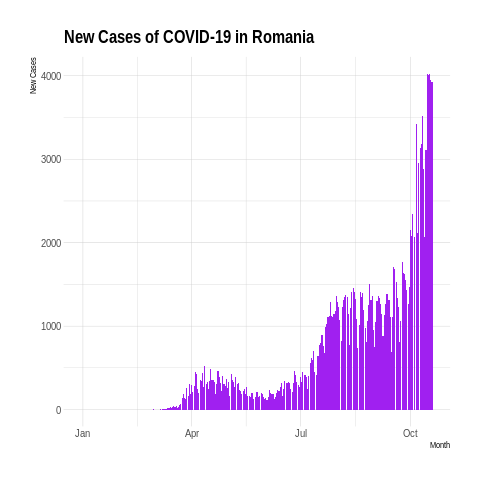 New Cases of COVID-19 in Romania
New Cases
4000
3000
2000
1000
0
Jan Apr Jul Oct
Month